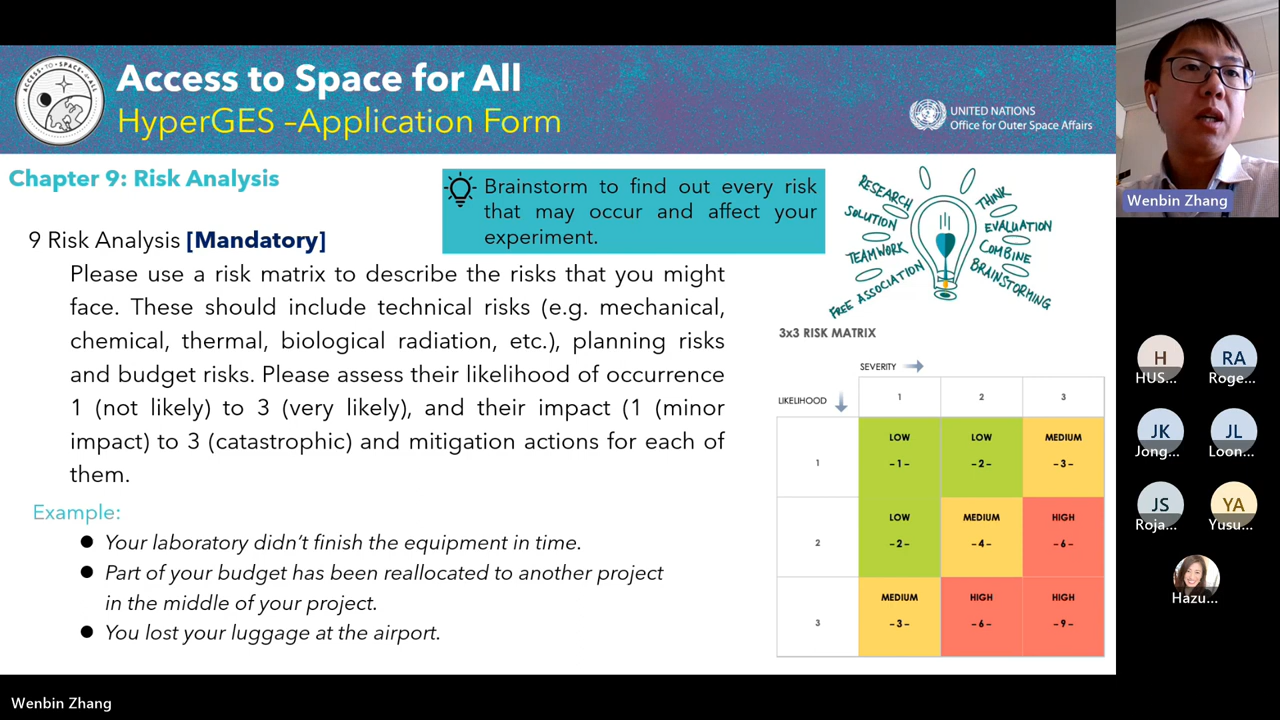 Access to Space for All
HyperGES –Application Form
ACCESS • TO • SPACE • 4 • ALL
UNITED NATIONS
Office for Outer Space Affairs
Chapter 9: Risk Analysis
Brainstorm to find out every risk
that may occur and affect your
experiment.
9 Risk Analysis [Mandatory]
Please use a risk matrix to describe the risks that you might
face. These should include technical risks (e.g. mechanical,
chemical, thermal, biological radiation, etc.), planning risks
and budget risks. Please assess their likelihood of occurrence
1 (not likely) to 3 (very likely), and their impact (1 (minor
impact) to 3 (catastrophic) and mitigation actions for each of
them.
Example:
● Your laboratory didn't finish the equipment in time.
● Part of your budget has been reallocated to another project
in the middle of your project.
● You lost your luggage at the airport.
RESEARCH
SOLUTION
TEAMWORK
FREE ASSOCIATION
THINK
EVALUATION
COMBINE
BRAINSTORMING
3x3 RISK MATRIX
SEVERITY
LIKELIHOOD
1 2 3
1
LOW LOW MEDIUM
– 1 – – 2 – – 3 –
2
LOW MEDIUM HIGH
– 2 – – 4 – – 6 –
3
MEDIUM HIGH HIGH
– 3 – – 6 – – 9 –
Wenbin Zhang
H RA
HUS... Roge...
JK JL
Jong... Loon...
JS YA
Roja... Yusu...
Hazu...
Wenbin Zhang